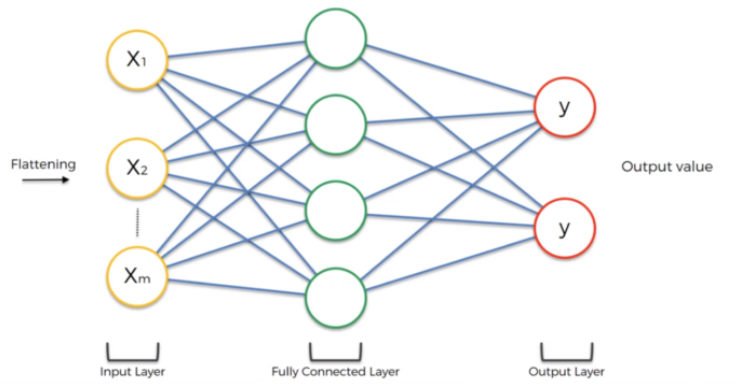 X1
Flattening
X2
Xm
y
y
Output value
Input Layer
Fully Connected Layer
Output Layer